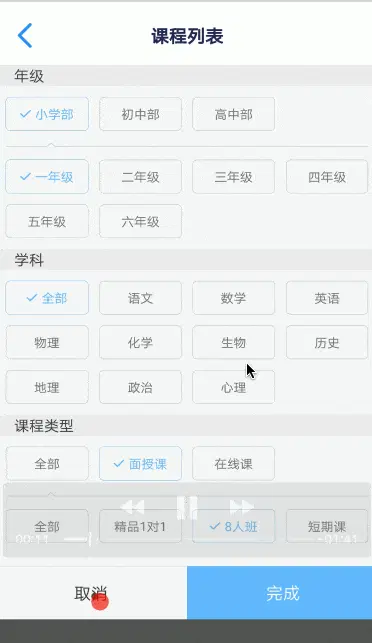 课程列表
年级
小学部 初中部 高中部
一年级 二年级 三年级 四年级
五年级 六年级
学科
全部 语文 数学 英语
物理 化学 生物 历史
地理 政治 心理
课程类型
全部 面授课 在线课
全部 精品1对1 8人班 短期课
00:11 -01:41
取消 完成